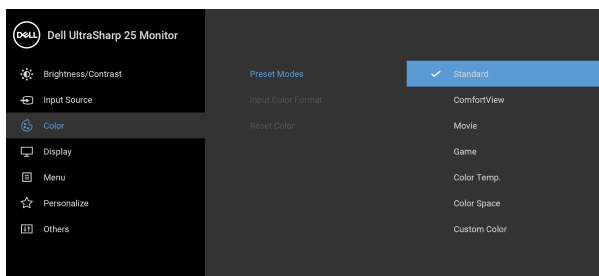 DELL Dell UltraSharp 25 Monitor
Brightness/Contrast
Input Source
Color
Display
Menu
Personalize
Others
Preset Modes
Input Color Format
Reset Color
Standard
ComfortView
Movie
Game
Color Temp.
Color Space
Custom Color